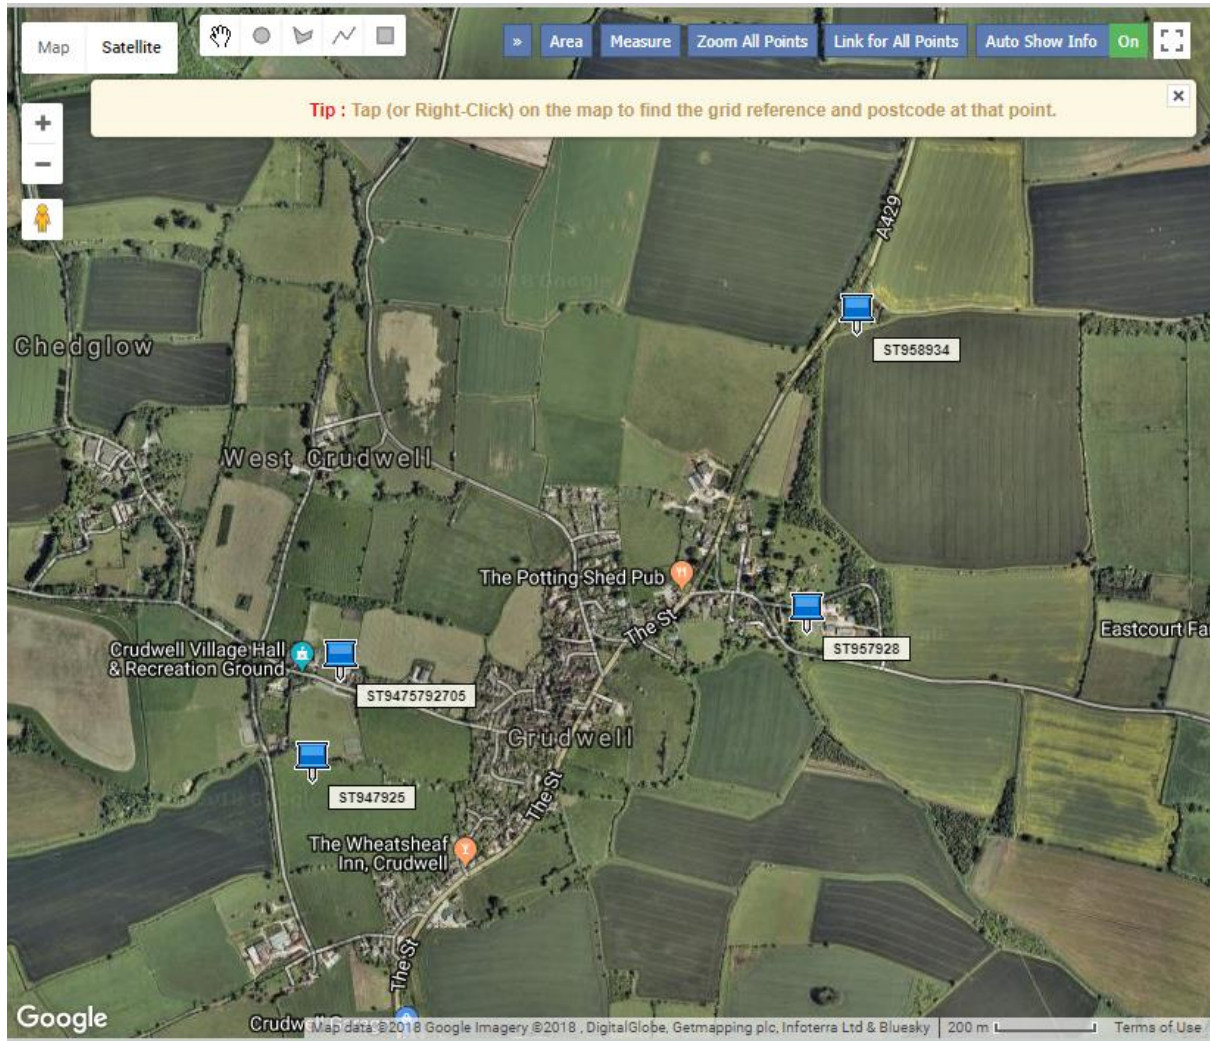 Map
Satellite
»
Area
Measure
Zoom All Points
Link for All Points
Auto Show Info
On
Tip : Tap (or Right-Click) on the map to find the grid reference and postcode at that point.
×
+
−
A429
Chedglow
ST958934
West Crudwell
The Potting Shed Pub
The St
ST957928
Eastcourt Fa
Crudwell Village Hall
& Recreation Ground
ST9475792705
Crudwell
ST947925
The St
The Wheatsheaf
Inn, Crudwell
The St
Google
Map data ©2018 Google Imagery ©2018 , DigitalGlobe, Getmapping plc, Infoterra Ltd & Bluesky
200 m
Terms of Use